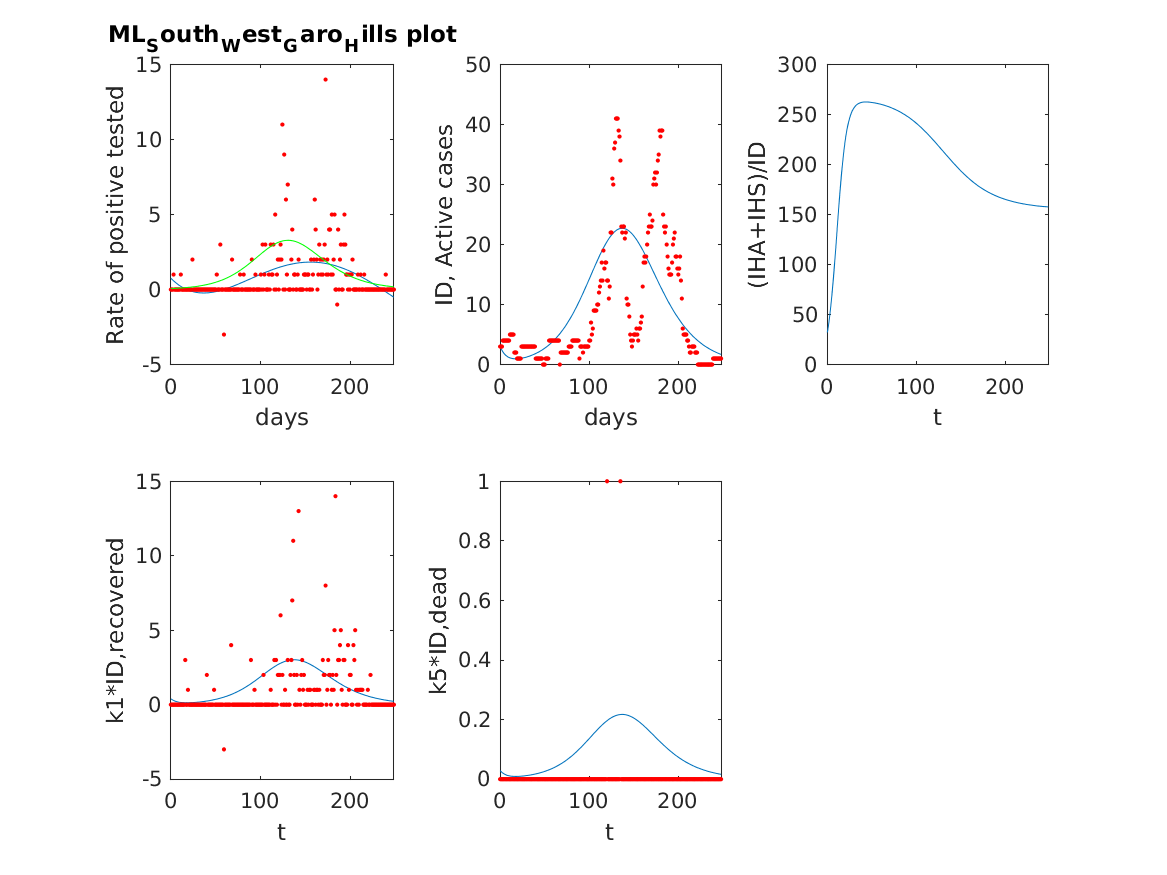 ML_South_West_Garo_Hills plot
15
10
5
0
-5
Rate of positive tested
0 100 200
days
50
40
30
20
10
0
ID, Active cases
0 100 200
days
300
250
200
150
100
50
0
(IHA+IHS)/ID
0 100 200
t
15
10
5
0
-5
k1*ID,recovered
0 100 200
t
1
0.8
0.6
0.4
0.2
0
k5*ID,dead
0 100 200
t